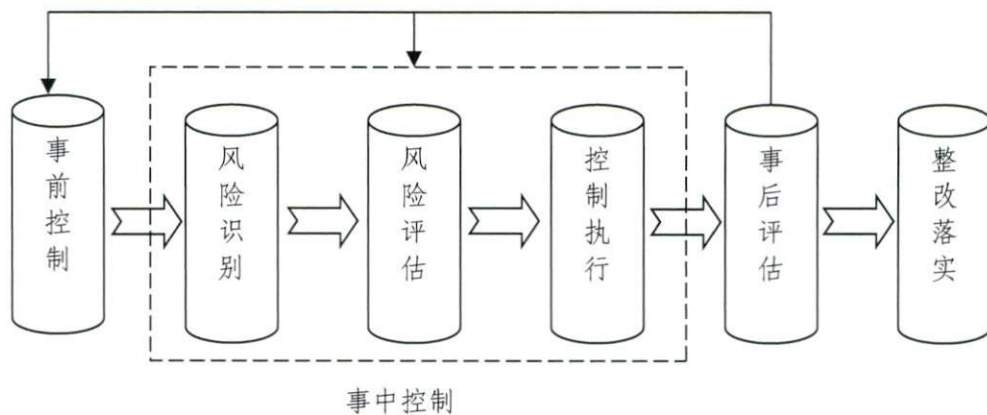 事前控制
风险识别
风险评估
控制执行
事后评估
整改落实
事中控制